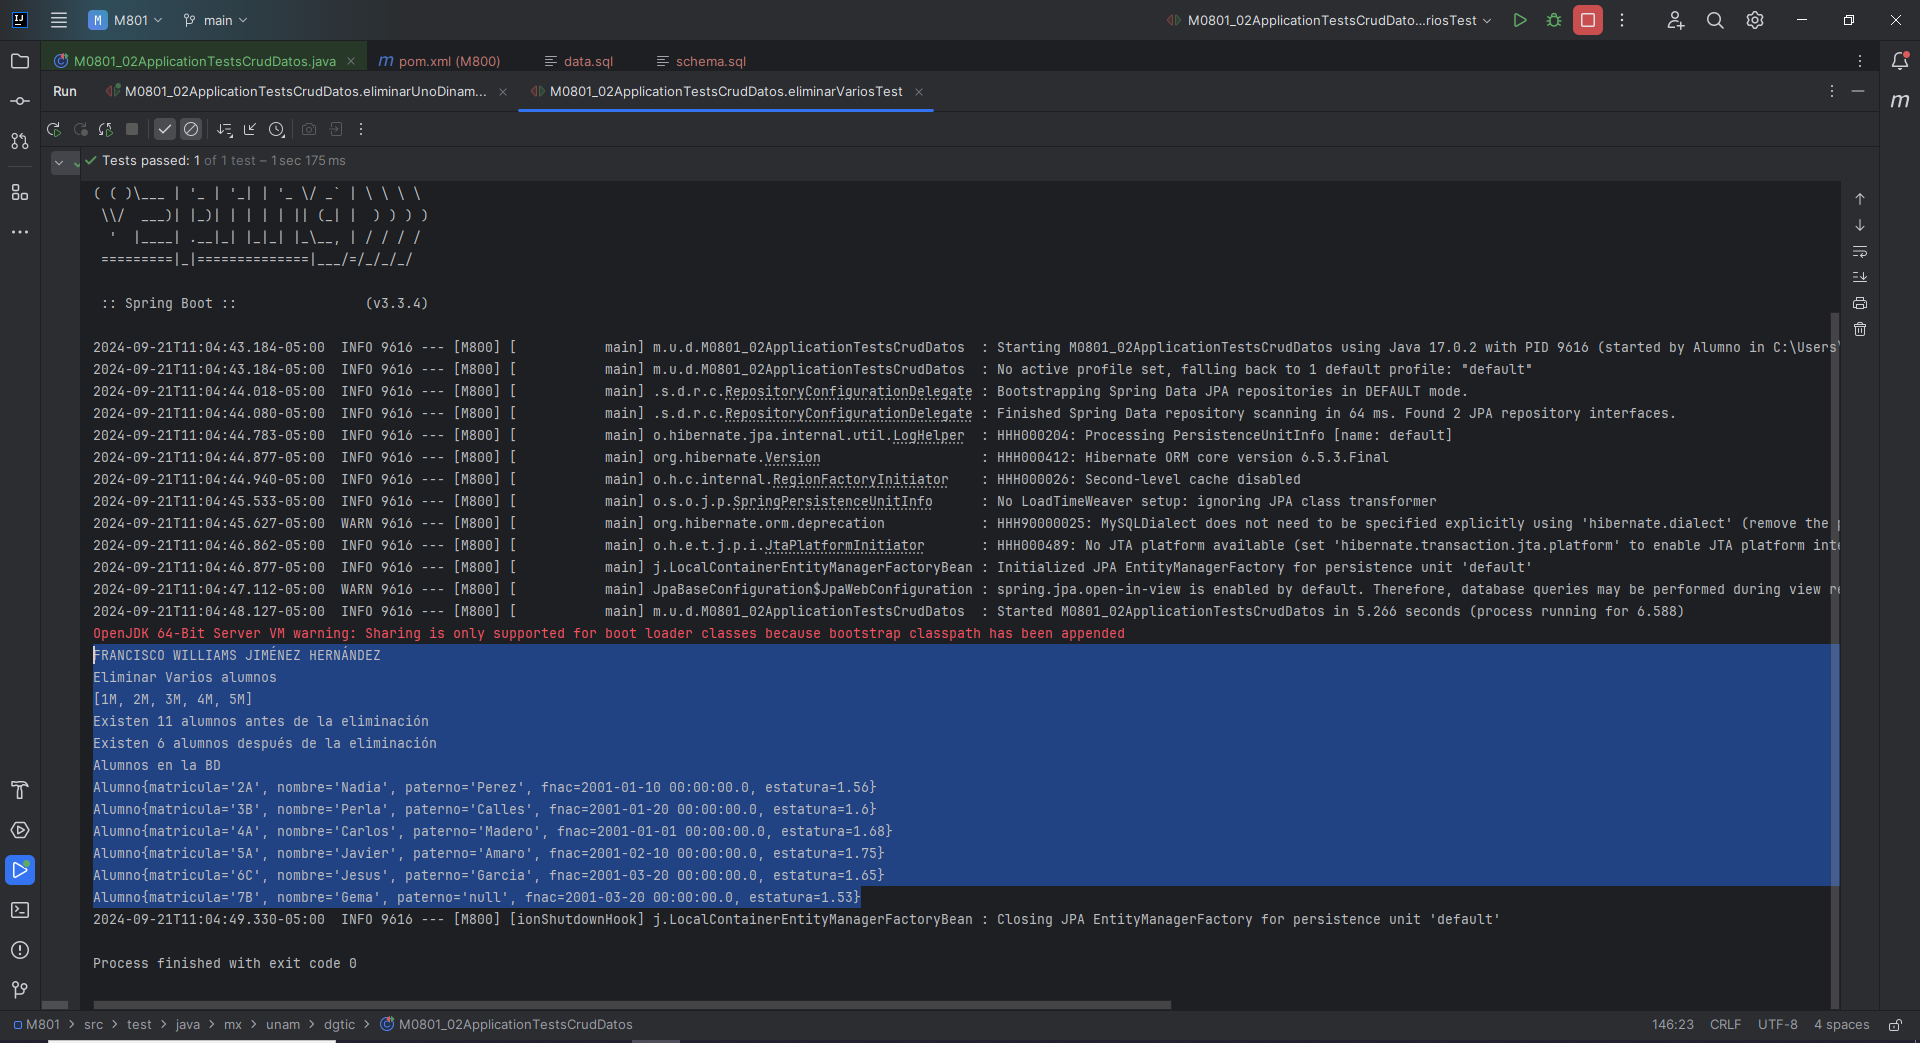 M M801 main M0801_02ApplicationTestsCrudDato...riosTest
M0801_02ApplicationTestsCrudDatos.java pom.xml (M800) data.sql schema.sql
Run M0801_02ApplicationTestsCrudDatos.eliminarUnoDinam... M0801_02ApplicationTestsCrudDatos.eliminarVariosTest
Tests passed: 1 of 1 test – 1 sec 175 ms
( ( )\___ | '_ | '_| | '_ \/ _` | \ \ \ \
 \\/  ___)| |_)| | | | | || (_| |  ) ) ) )
  '  |____| .__|_| |_|_| |_\__, | / / / /
 =========|_|==============|___/=/_/_/_/
 :: Spring Boot ::                (v3.3.4)
2024-09-21T11:04:43.184-05:00  INFO 9616 --- [M800] [           main] m.u.d.M0801_02ApplicationTestsCrudDatos  : Starting M0801_02ApplicationTestsCrudDatos using Java 17.0.2 with PID 9616 (started by Alumno in C:\Users\
2024-09-21T11:04:43.184-05:00  INFO 9616 --- [M800] [           main] m.u.d.M0801_02ApplicationTestsCrudDatos  : No active profile set, falling back to 1 default profile: "default"
2024-09-21T11:04:44.018-05:00  INFO 9616 --- [M800] [           main] .s.d.r.c.RepositoryConfigurationDelegate : Bootstrapping Spring Data JPA repositories in DEFAULT mode.
2024-09-21T11:04:44.080-05:00  INFO 9616 --- [M800] [           main] .s.d.r.c.RepositoryConfigurationDelegate : Finished Spring Data repository scanning in 64 ms. Found 2 JPA repository interfaces.
2024-09-21T11:04:44.783-05:00  INFO 9616 --- [M800] [           main] o.hibernate.jpa.internal.util.LogHelper  : HHH000204: Processing PersistenceUnitInfo [name: default]
2024-09-21T11:04:44.877-05:00  INFO 9616 --- [M800] [           main] org.hibernate.Version                    : HHH000412: Hibernate ORM core version 6.5.3.Final
2024-09-21T11:04:44.940-05:00  INFO 9616 --- [M800] [           main] o.h.c.internal.RegionFactoryInitiator    : HHH000026: Second-level cache disabled
2024-09-21T11:04:45.533-05:00  INFO 9616 --- [M800] [           main] o.s.o.j.p.SpringPersistenceUnitInfo      : No LoadTimeWeaver setup: ignoring JPA class transformer
2024-09-21T11:04:45.627-05:00  WARN 9616 --- [M800] [           main] org.hibernate.orm.deprecation            : HHH90000025: MySQLDialect does not need to be specified explicitly using 'hibernate.dialect' (remove the
2024-09-21T11:04:46.862-05:00  INFO 9616 --- [M800] [           main] o.h.e.t.j.p.i.JtaPlatformInitiator       : HHH000489: No JTA platform available (set 'hibernate.transaction.jta.platform' to enable JTA platform
2024-09-21T11:04:46.877-05:00  INFO 9616 --- [M800] [           main] j.LocalContainerEntityManagerFactoryBean : Initialized JPA EntityManagerFactory for persistence unit 'default'
2024-09-21T11:04:47.112-05:00  WARN 9616 --- [M800] [           main] JpaBaseConfiguration$JpaWebConfiguration : spring.jpa.open-in-view is enabled by default. Therefore, database queries may be performed during view
2024-09-21T11:04:48.127-05:00  INFO 9616 --- [M800] [           main] m.u.d.M0801_02ApplicationTestsCrudDatos  : Started M0801_02ApplicationTestsCrudDatos in 5.266 seconds (process running for 6.588)
OpenJDK 64-Bit Server VM warning: Sharing is only supported for boot loader classes because bootstrap classpath has been appended
FRANCISCO WILLIAMS JIMÉNEZ HERNÁNDEZ
Eliminar Varios alumnos
[1M, 2M, 3M, 4M, 5M]
Existen 11 alumnos antes de la eliminación
Existen 6 alumnos después de la eliminación
Alumnos en la BD
Alumno{matricula='2A', nombre='Nadia', paterno='Perez', fnac=2001-01-10 00:00:00.0, estatura=1.56}
Alumno{matricula='3B', nombre='Perla', paterno='Calles', fnac=2001-01-20 00:00:00.0, estatura=1.6}
Alumno{matricula='4A', nombre='Carlos', paterno='Madero', fnac=2001-01-01 00:00:00.0, estatura=1.68}
Alumno{matricula='5A', nombre='Javier', paterno='Amaro', fnac=2001-02-10 00:00:00.0, estatura=1.75}
Alumno{matricula='6C', nombre='Jesus', paterno='Garcia', fnac=2001-03-20 00:00:00.0, estatura=1.65}
Alumno{matricula='7B', nombre='Gema', paterno='null', fnac=2001-03-20 00:00:00.0, estatura=1.53}
2024-09-21T11:04:49.330-05:00  INFO 9616 --- [M800] [ionShutdownHook] j.LocalContainerEntityManagerFactoryBean : Closing JPA EntityManagerFactory for persistence unit 'default'
Process finished with exit code 0
M801 > src > test > java > mx > unam > dgtic > M0801_02ApplicationTestsCrudDatos 146:23 CRLF UTF-8 4 spaces